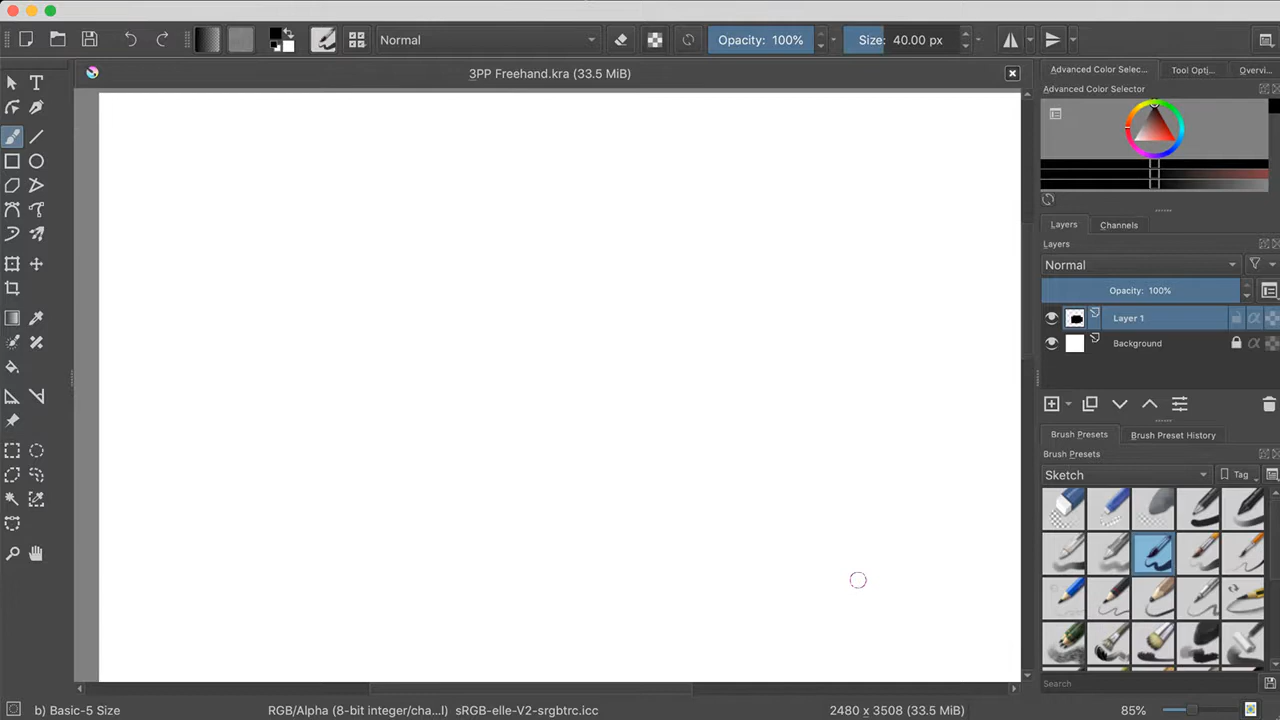 Normal
Opacity: 100%
Size: 40.00 px
3PP Freehand.kra (33.5 MiB)
Advanced Color Selec...
Tool Opti...
Overvi...
Advanced Color Selector
Layers
Channels
Layers
Normal
Opacity: 100%
Layer 1
Background
Brush Presets
Brush Preset History
Brush Presets
Sketch
Tag
Search
b) Basic-5 Size
RGB/Alpha (8-bit integer/cha...l) sRGB-elle-V2-srgbtrc.icc
2480 x 3508 (33.5 MiB)
85%